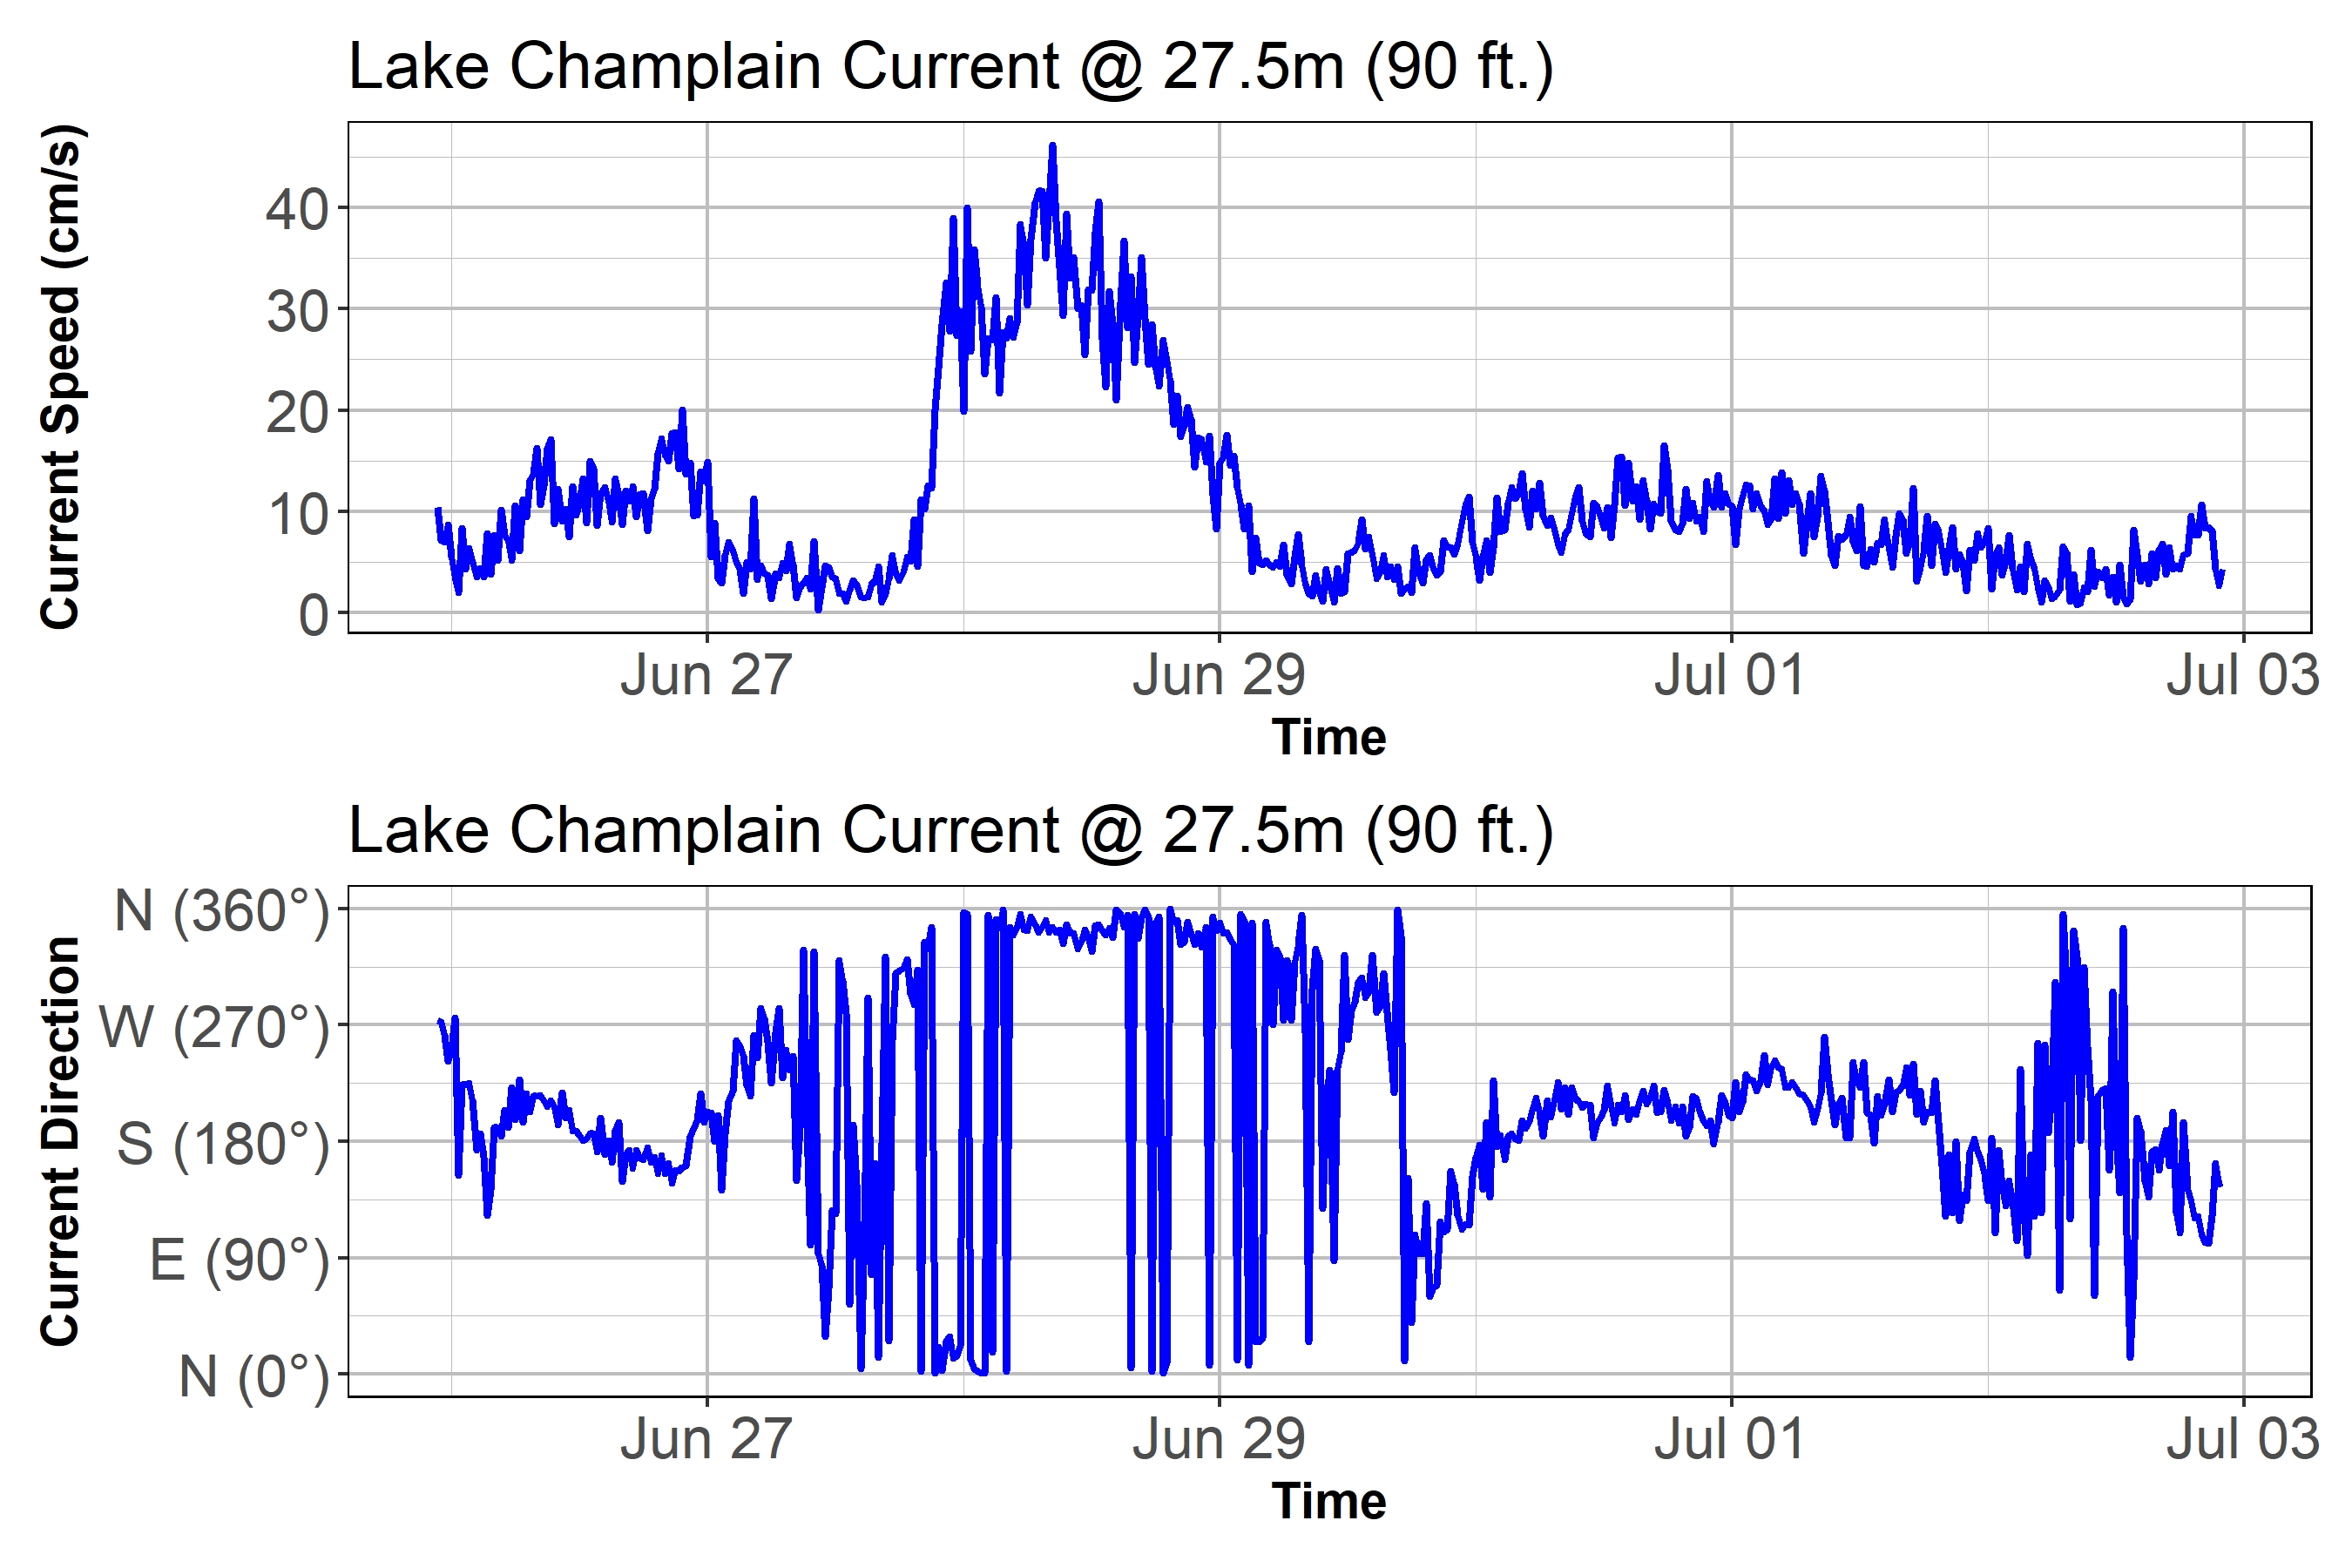 Lake Champlain Current @ 27.5m (90 ft.)
Current Speed (cm/s)
40
30
20
10
0
Jun 27 Jun 29 Jul 01 Jul 03
Time
Lake Champlain Current @ 27.5m (90 ft.)
Current Direction
N (360°)
W (270°)
S (180°)
E (90°)
N (0°)
Jun 27 Jun 29 Jul 01 Jul 03
Time